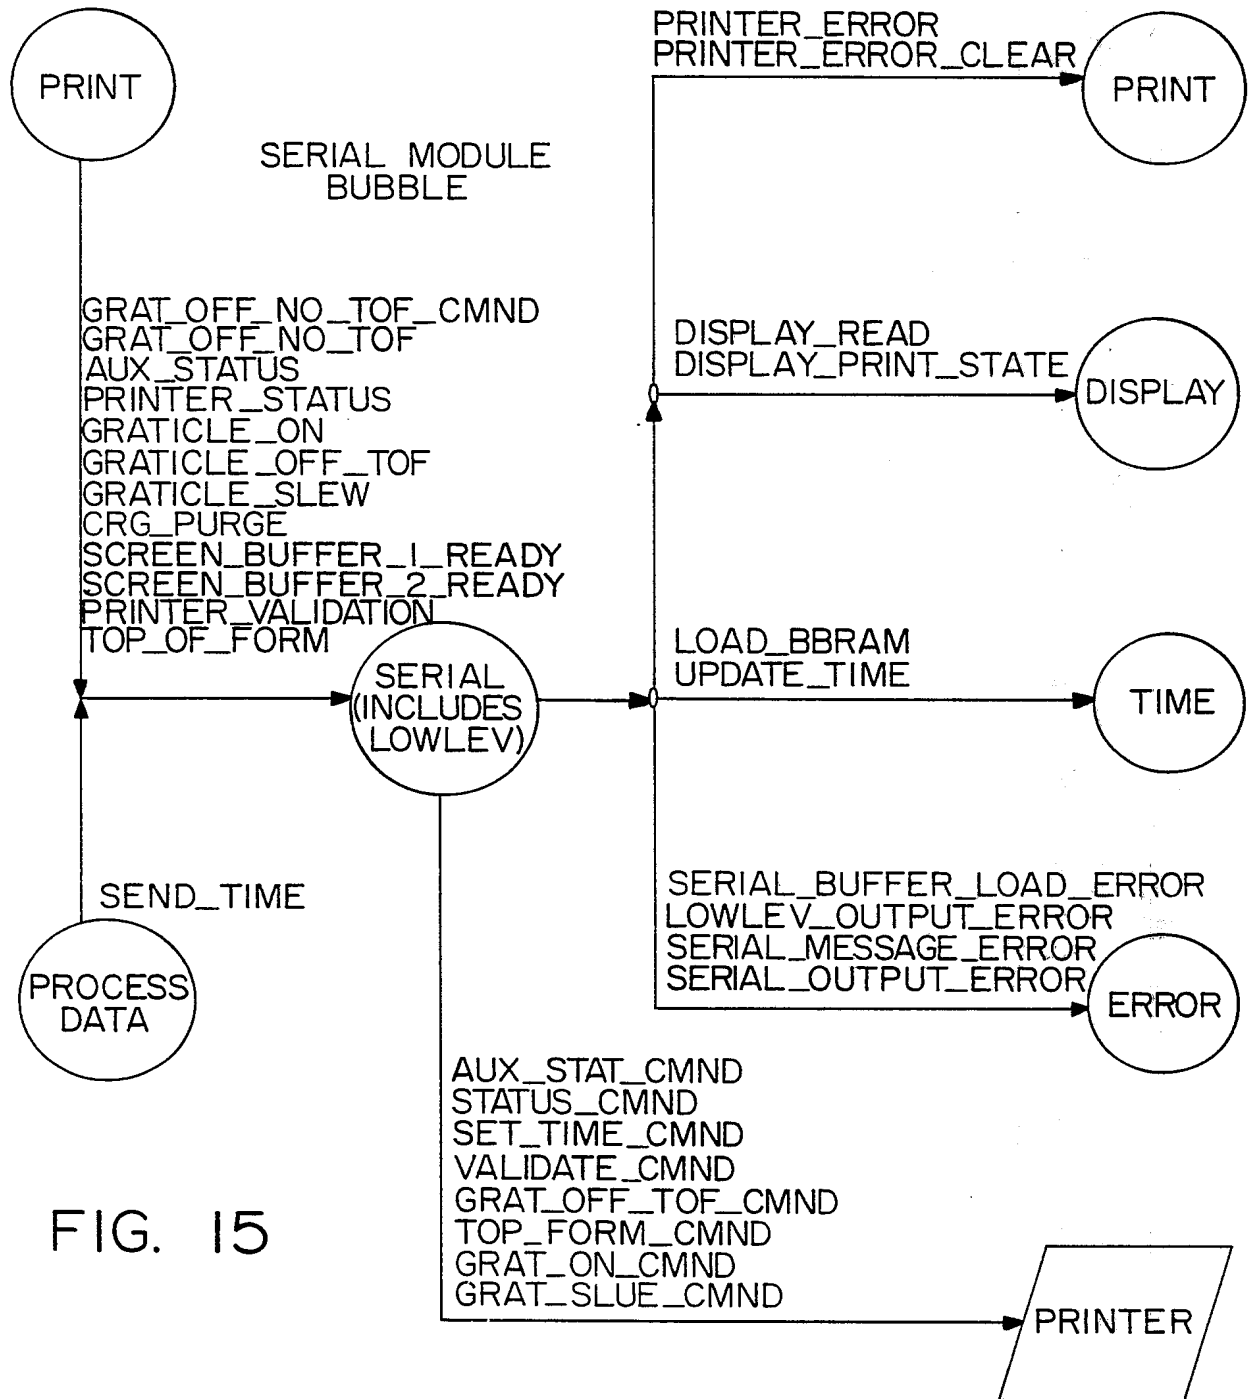 PRINT
SERIAL MODULE
BUBBLE
PRINTER_ERROR
PRINTER_ERROR_CLEAR
PRINT
GRAT_OFF_NO_TOF_CMND
GRAT_OFF_NO_TOF
AUX_STATUS
PRINTER_STATUS
GRATICLE_ON
GRATICLE_OFF_TOF
GRATICLE_SLEW
CRG_PURGE
SCREEN_BUFFER_1_READY
SCREEN_BUFFER_2_READY
PRINTER_VALIDATION
TOP_OF_FORM
DISPLAY_READ
DISPLAY_PRINT_STATE
DISPLAY
SERIAL
(INCLUDES
LOWLEV)
LOAD_BBRAM
UPDATE_TIME
TIME
SEND_TIME
PROCESS
DATA
SERIAL_BUFFER_LOAD_ERROR
LOWLEV_OUTPUT_ERROR
SERIAL_MESSAGE_ERROR
SERIAL_OUTPUT_ERROR
ERROR
AUX_STAT_CMND
STATUS_CMND
SET_TIME_CMND
VALIDATE_CMND
GRAT_OFF_TOF_CMND
TOP_FORM_CMND
GRAT_ON_CMND
GRAT_SLUE_CMND
PRINTER
FIG. 15